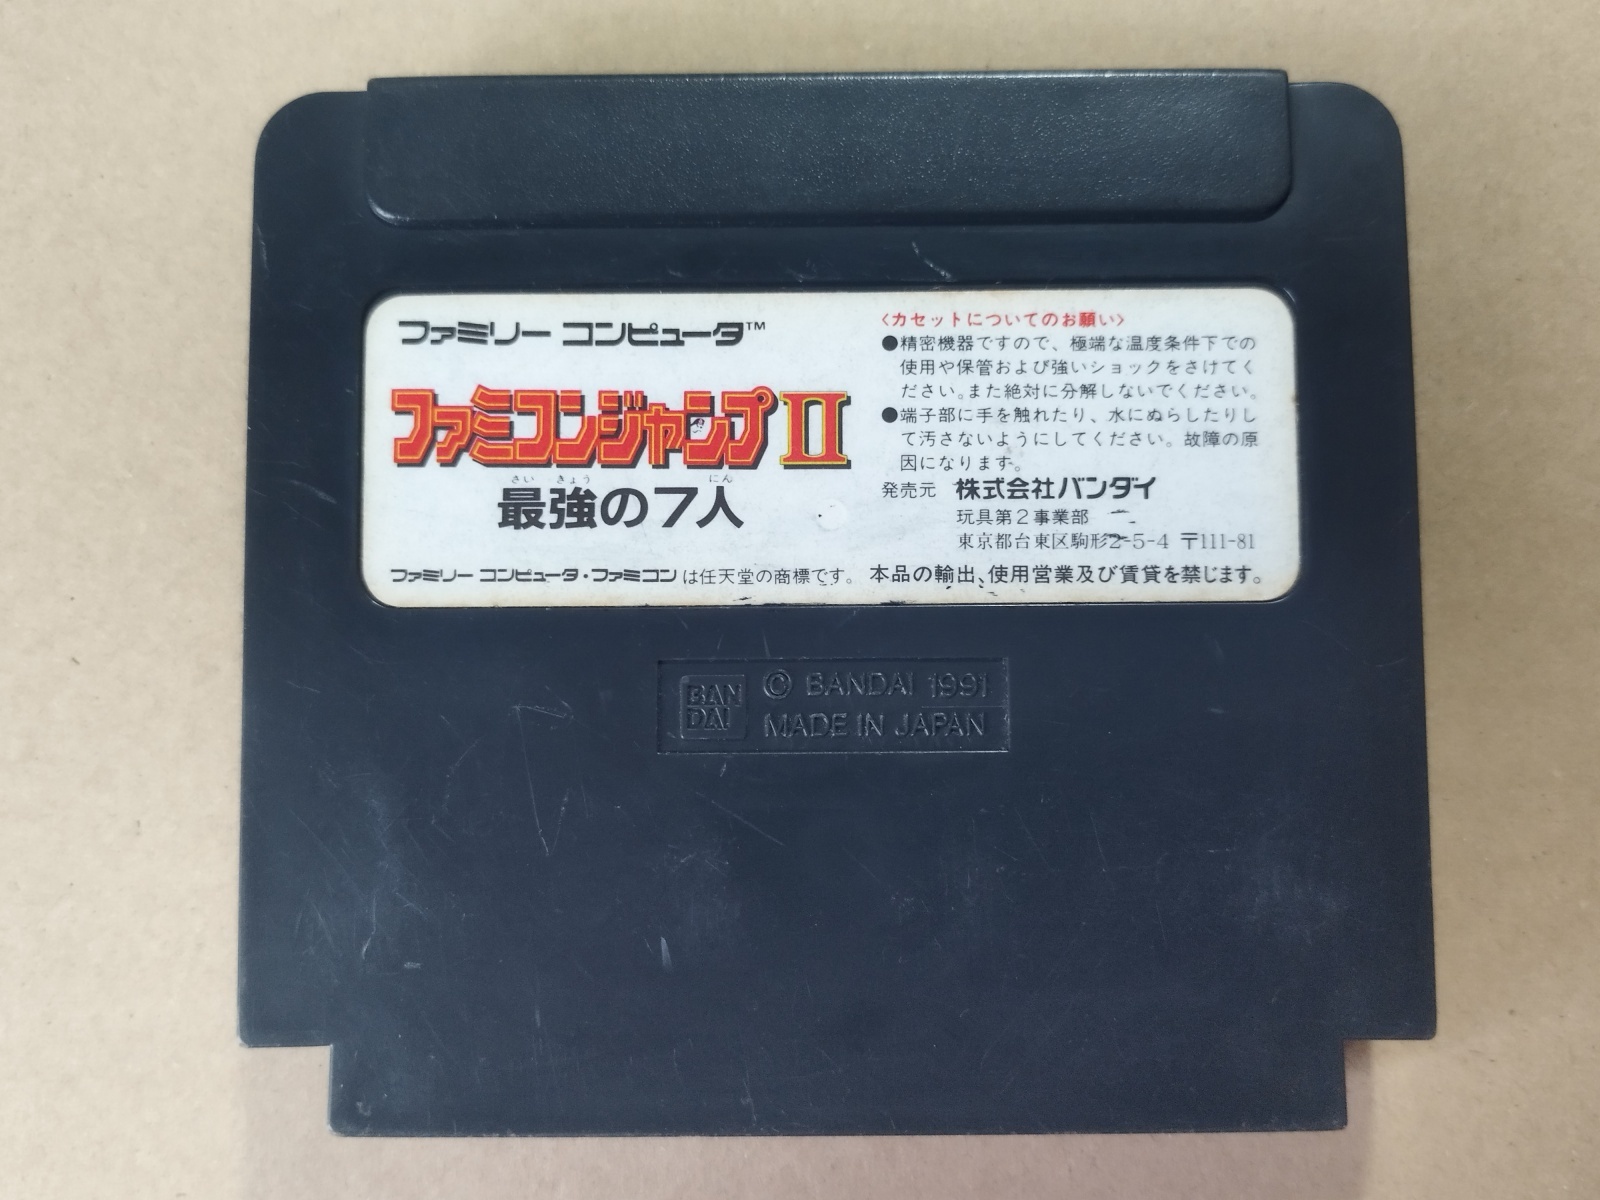 ファミリー コンピュータ™
ファミコンジャンプⅡ
さい きょう にん
最強の7人
ファミリー コンピュータ・ファミコン は任天堂の商標です。
〈カセットについてのお願い〉
●精密機器ですので、極端な温度条件下での
使用や保管および強いショックをさけてく
ださい。また絶対に分解しないでください。
●端子部に手を触れたり、水にぬらしたりし
て汚さないようにしてください。故障の原
因になります。
発売元 株式会社バンダイ
玩具第2事業部
東京都台東区駒形2-5-4 〒111-81
本品の輸出、使用営業及び賃貸を禁じます。
BAN
DAI
© BANDAI 1991
MADE IN JAPAN